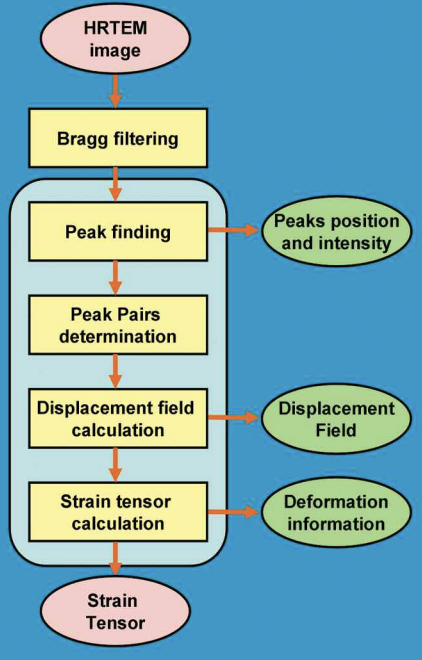 HRTEM
image
Bragg filtering
Peak finding
Peaks position
and intensity
Peak Pairs
determination
Displacement field
calculation
Displacement
Field
Strain tensor
calculation
Deformation
information
Strain
Tensor